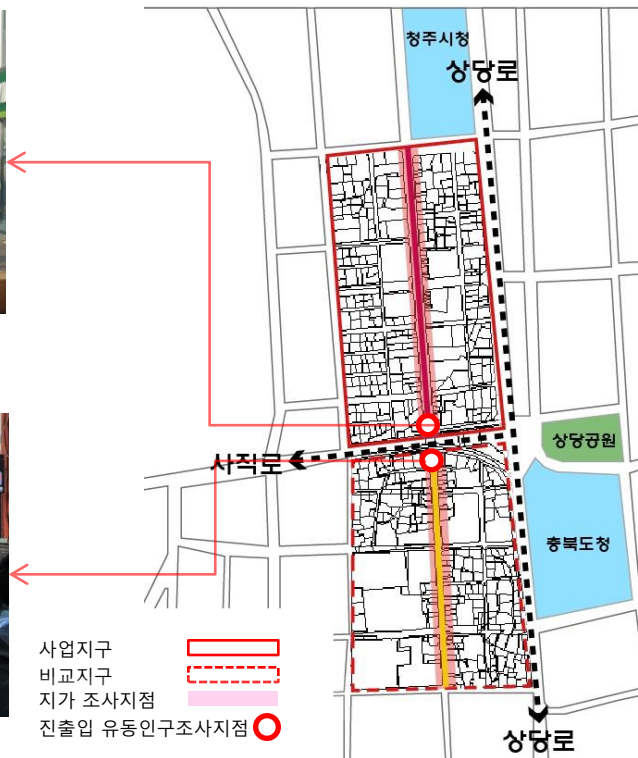 청주시청
상당로
상당공원
사직로
충북도청
사업지구
비교지구
지가 조사지점
진출입 유동인구조사지점
상당로